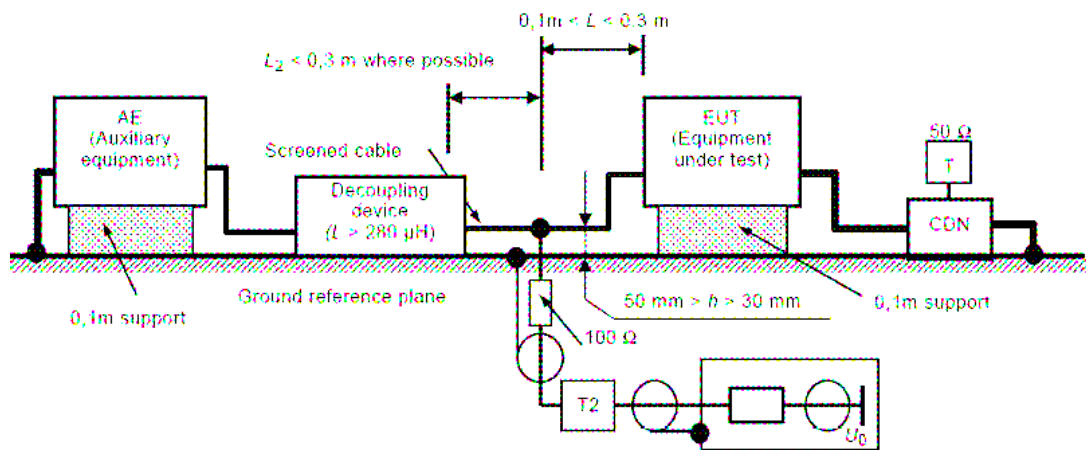 0,1m < L < 0.3 m
L2 < 0,3 m where possible
AE
(Auxiliary
equipment)
EUT
(Equipment
under test)
50 Ω
T
Screened cable
Decoupling
device
(L > 280 µH)
CDN
Ground reference plane
50 mm > h > 30 mm
0,1m support
0,1m support
100 Ω
T2
U0